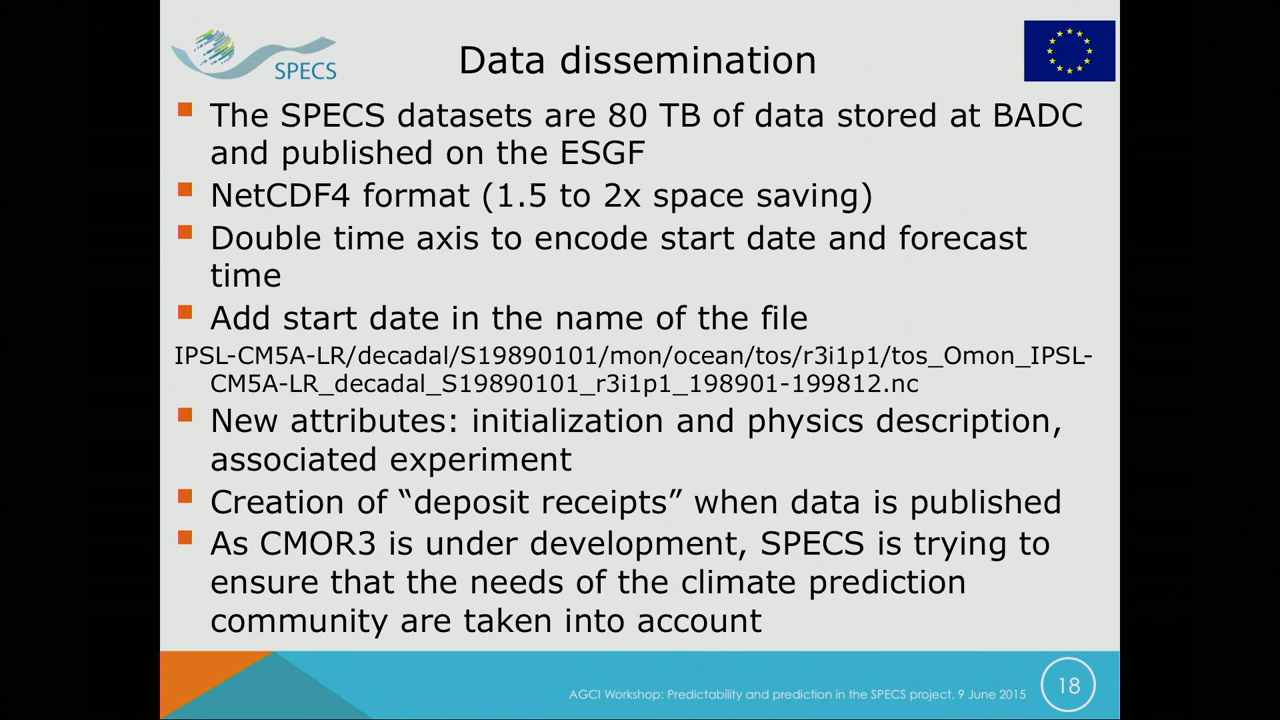 SPECS
Data dissemination
The SPECS datasets are 80 TB of data stored at BADC
and published on the ESGF
NetCDF4 format (1.5 to 2x space saving)
Double time axis to encode start date and forecast
time
Add start date in the name of the file
IPSL-CM5A-LR/decadal/S19890101/mon/ocean/tos/r3i1p1/tos_Omon_IPSL-
CM5A-LR_decadal_S19890101_r3i1p1_198901-199812.nc
New attributes: initialization and physics description,
associated experiment
Creation of “deposit receipts” when data is published
As CMOR3 is under development, SPECS is trying to
ensure that the needs of the climate prediction
community are taken into account
AGCI Workshop: Predictability and prediction in the SPECS project, 9 June 2015
18